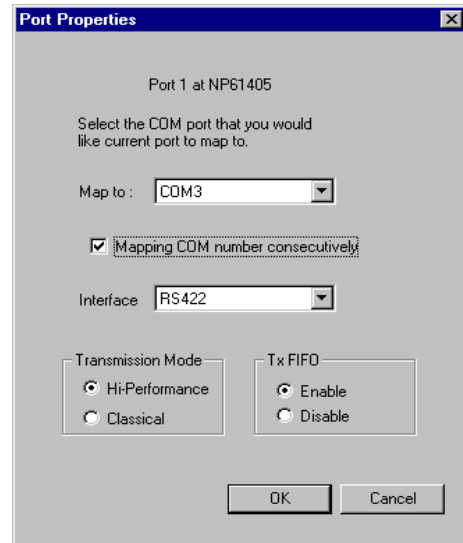 Port Properties
Port 1 at NP61405
Select the COM port that you would
like current port to map to.
Map to : COM3
Mapping COM number consecutively
Interface RS422
Transmission Mode
Hi-Performance
Classical
Tx FIFO
Enable
Disable
OK Cancel